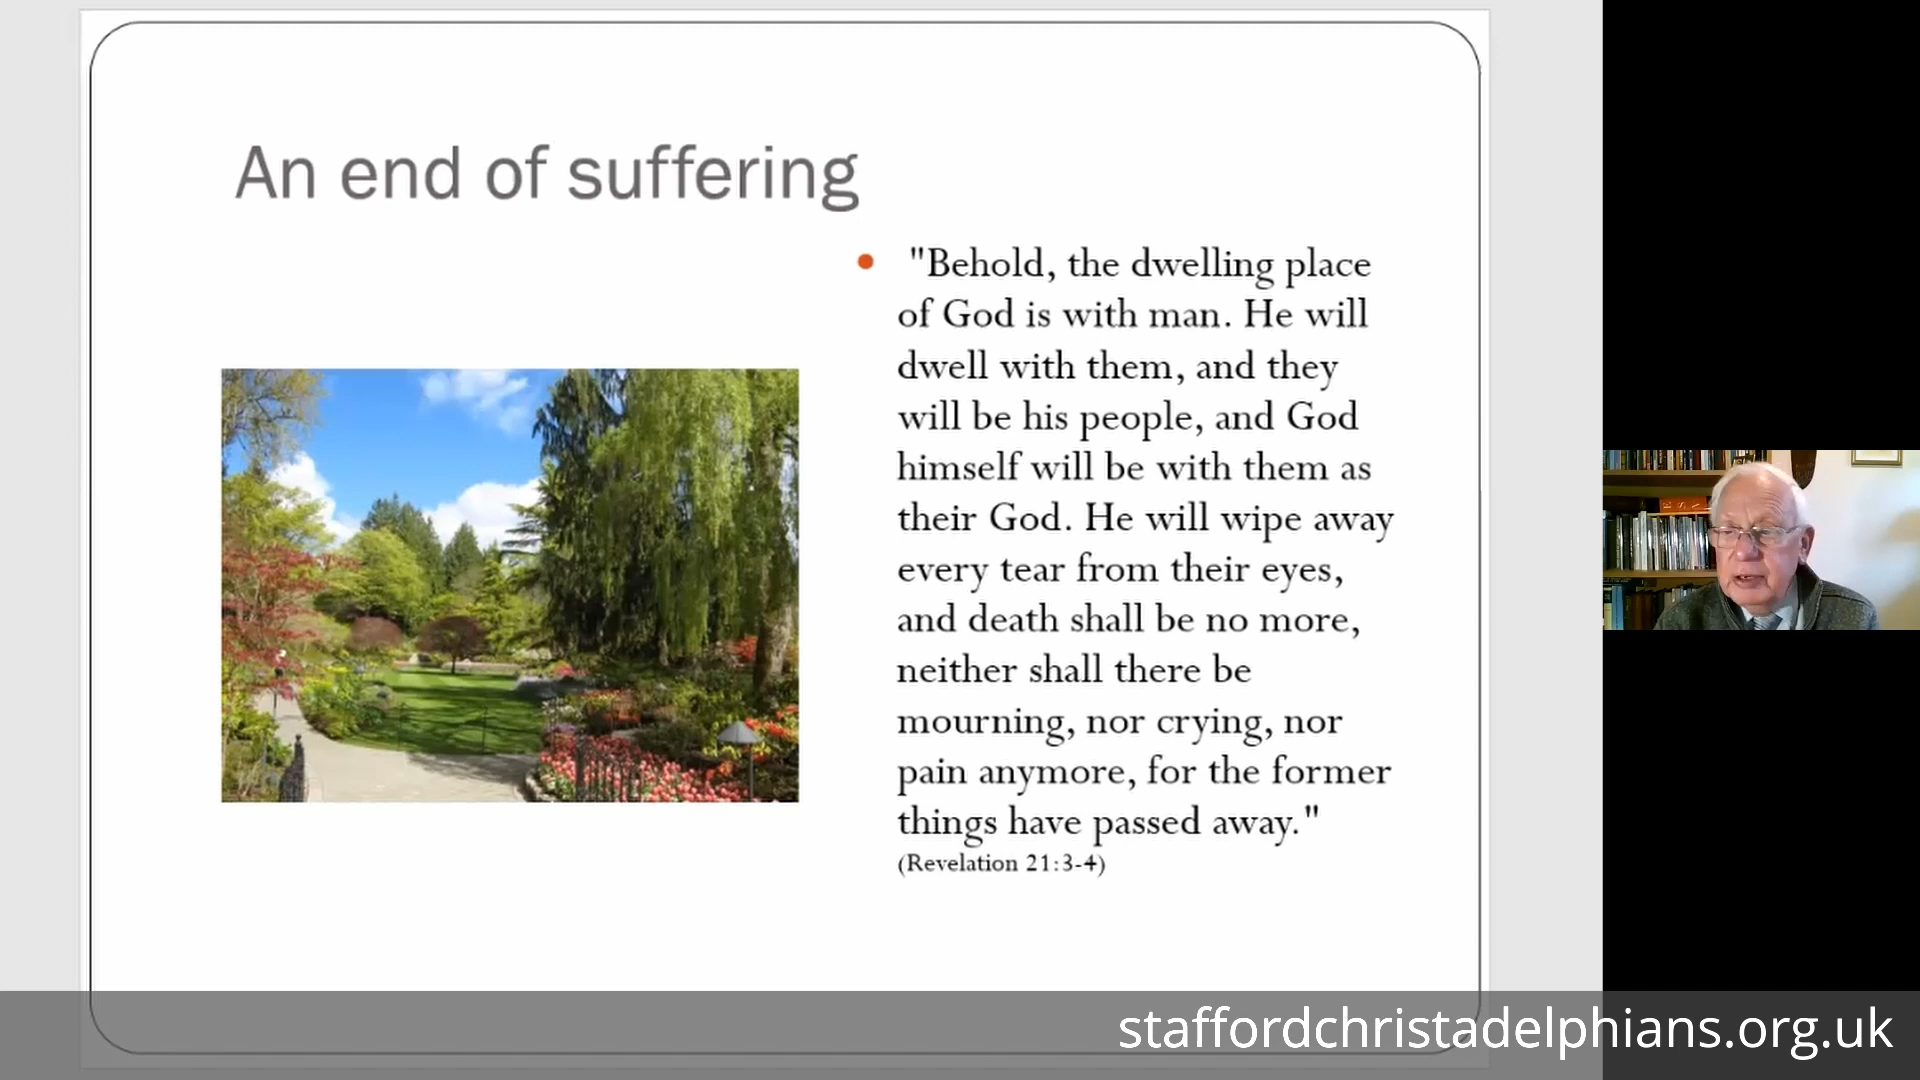 An end of suffering
"Behold, the dwelling place
of God is with man. He will
dwell with them, and they
will be his people, and God
himself will be with them as
their God. He will wipe away
every tear from their eyes,
and death shall be no more,
neither shall there be
mourning, nor crying, nor
pain anymore, for the former
things have passed away."
(Revelation 21:3-4)
staffordchristadelphians.org.uk